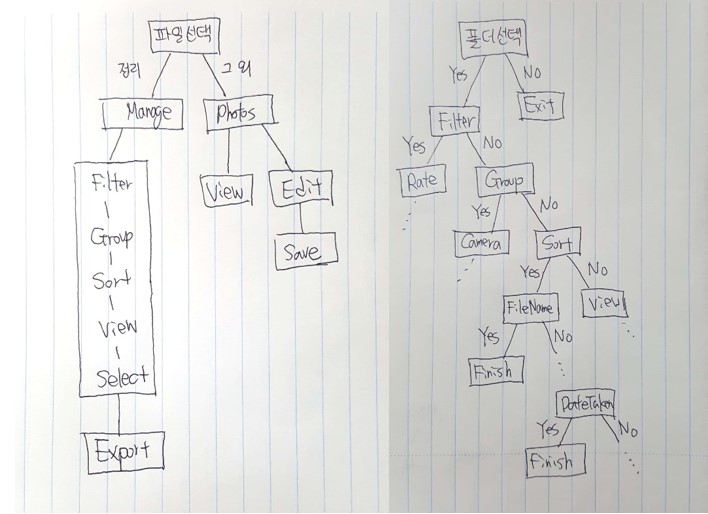 파일선택
정리
그 외
Manage
Photos
Filter
Group
Sort
View
Select
Export
View
Edit
Save
폴더선택
Yes
No
Filter
Exit
Yes
No
Rate
Group
Yes
No
Camera
Sort
Yes
No
FileName
View
Yes
No
Finish
DateTaken
Yes
No
Finish